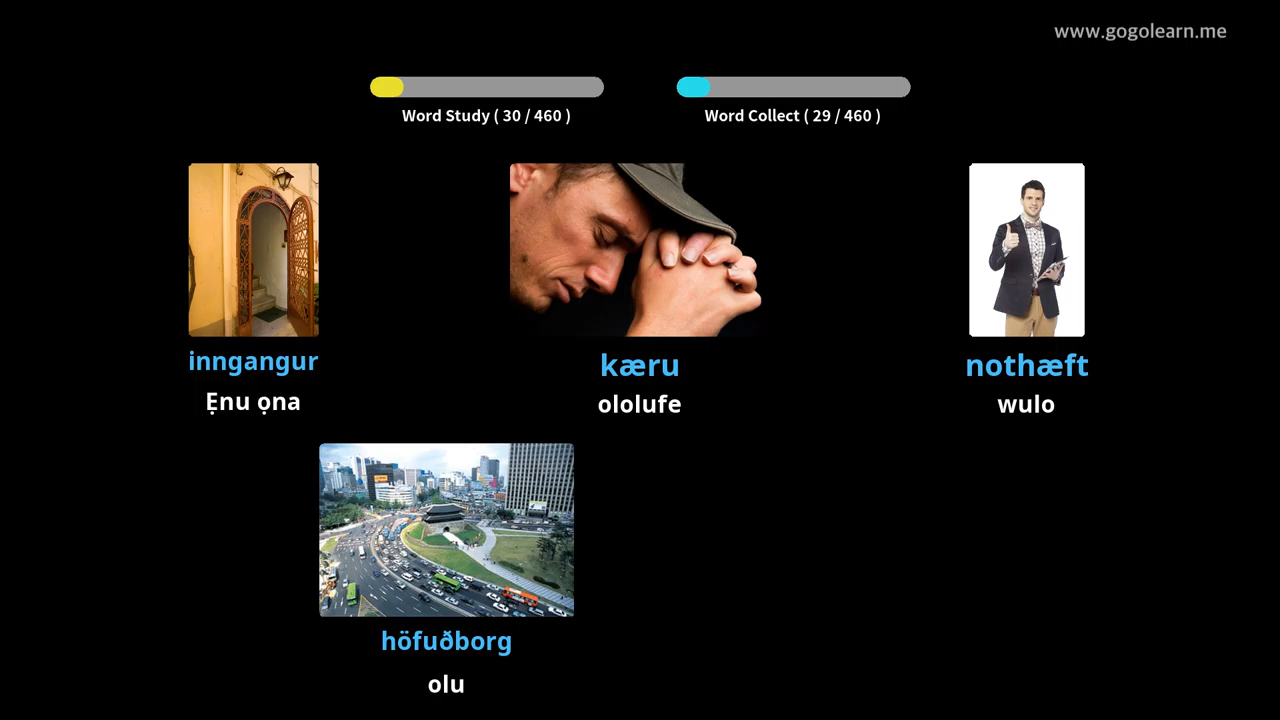 www.gogolearn.me
Word Study ( 30 / 460 )
Word Collect ( 29 / 460 )
inngangur
Ẹnu ọna
kæru
ololufe
nothæft
wulo
höfuðborg
olu